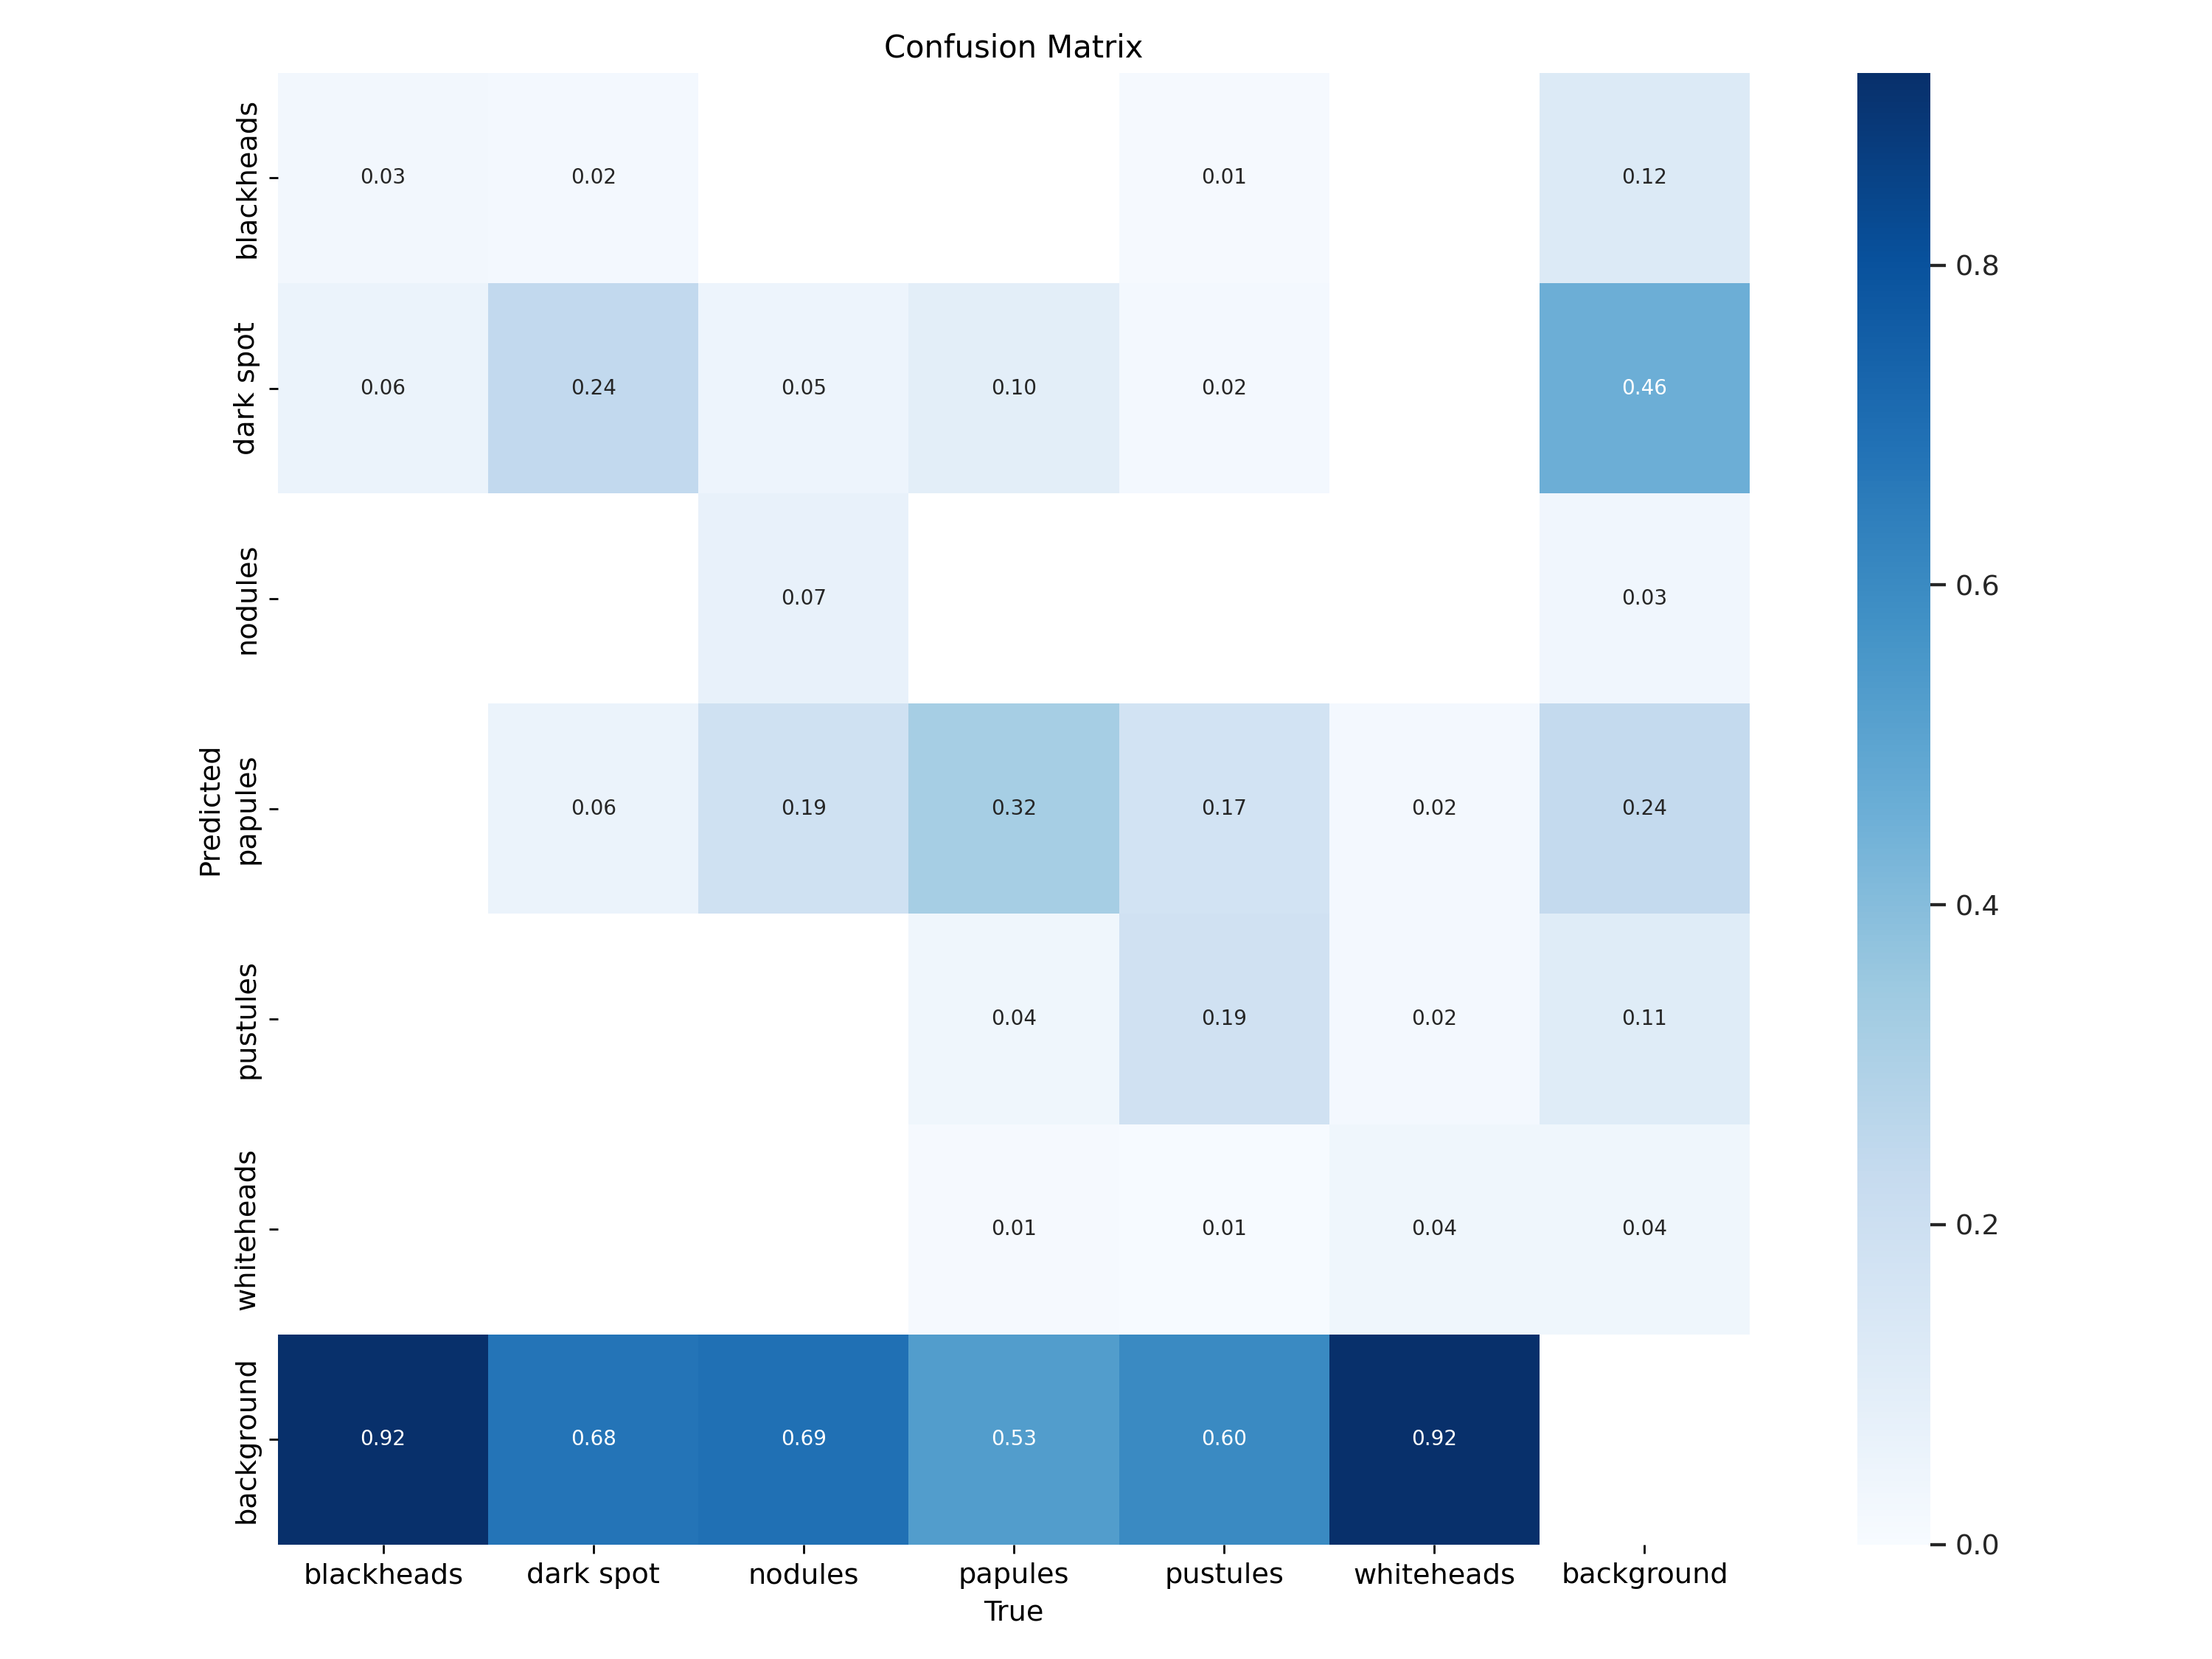 Confusion Matrix
Predicted
blackheads
0.03 0.02 0.01 0.12
dark spot
0.06 0.24 0.05 0.10 0.02 0.46
nodules
0.07 0.03
papules
0.06 0.19 0.32 0.17 0.02 0.24
pustules
0.04 0.19 0.02 0.11
whiteheads
0.01 0.01 0.04 0.04
background
0.92 0.68 0.69 0.53 0.60 0.92
blackheads dark spot nodules papules pustules whiteheads background
True
0.8
0.6
0.4
0.2
0.0